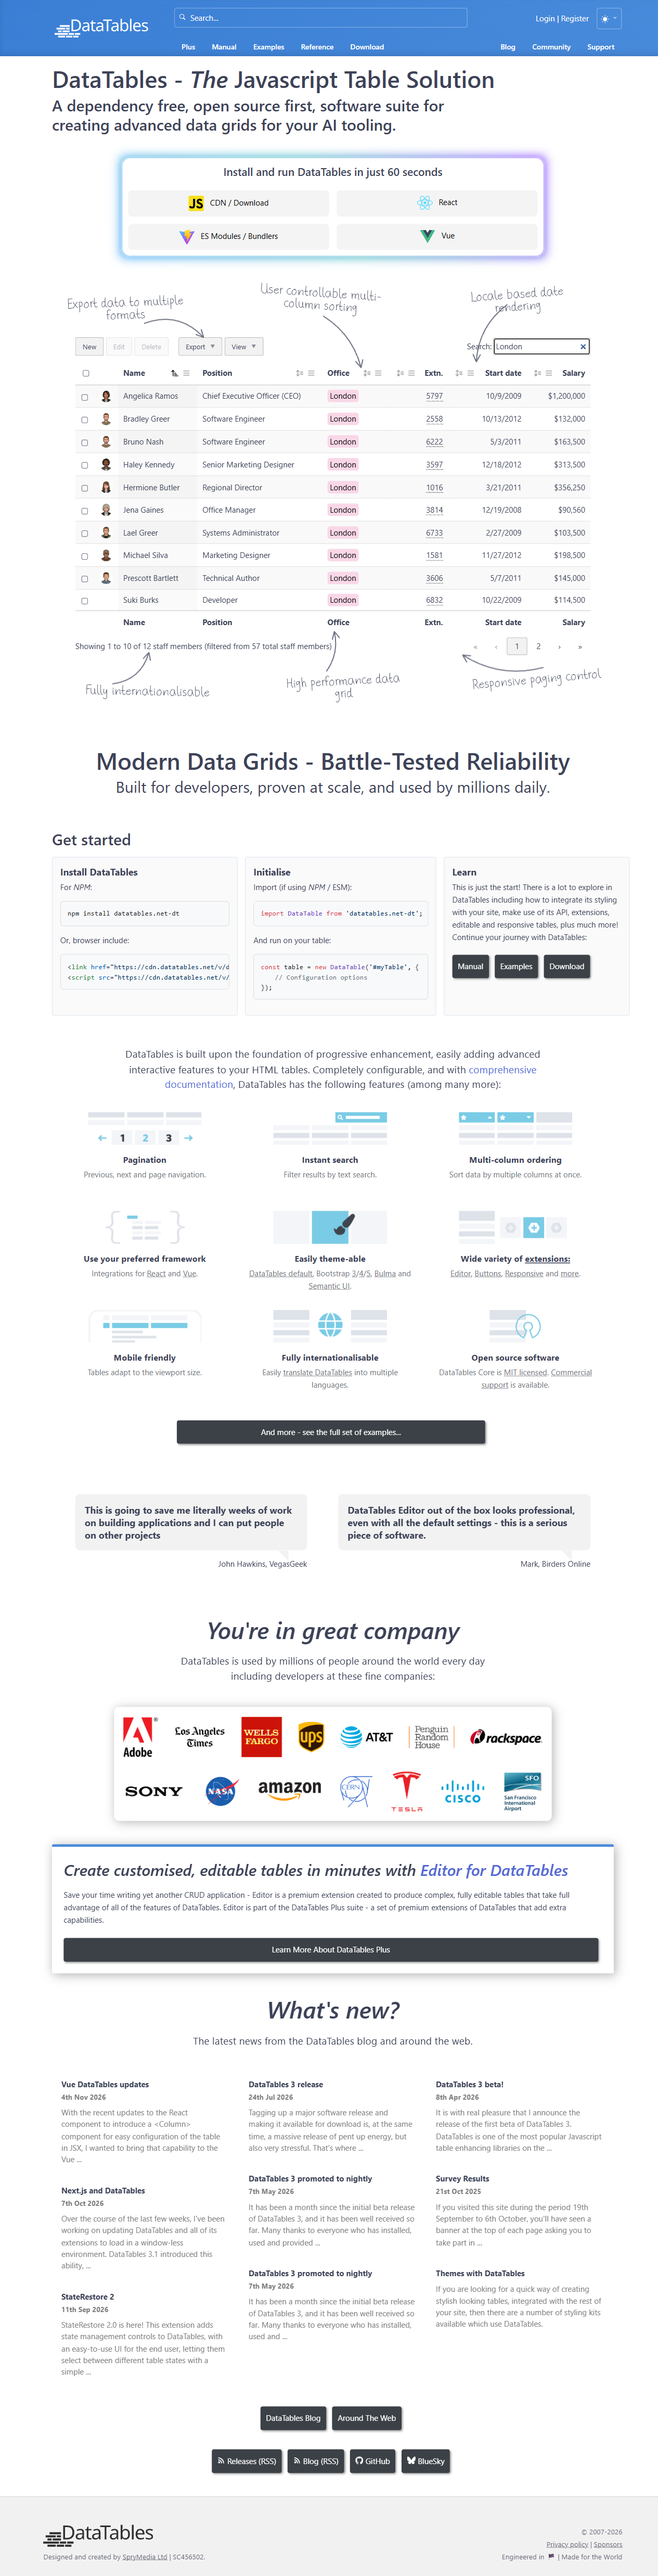 DataTables
Search...
Login | Register
Plus Manual Examples Reference Download
Blog Community Support
DataTables - The Javascript Table Solution
A dependency free, open source first, software suite for
creating advanced data grids for your AI tooling.
Install and run DataTables in just 60 seconds
JS CDN / Download
React
ES Modules / Bundlers
Vue
Export data to multiple
formats
User controllable multi-
column sorting
Locale based date
rendering
New Edit Delete Export View
Search: London
Name Position Office Extn. Start date Salary
Angelica Ramos Chief Executive Officer (CEO) London 5797 10/9/2009 $1,200,000
Bradley Greer Software Engineer London 2558 10/13/2012 $132,000
Bruno Nash Software Engineer London 6222 5/3/2011 $163,500
Haley Kennedy Senior Marketing Designer London 3597 12/18/2012 $313,500
Hermione Butler Regional Director London 1016 3/21/2011 $356,250
Jena Gaines Office Manager London 3814 12/19/2008 $90,560
Lael Greer Systems Administrator London 6733 2/27/2009 $103,500
Michael Silva Marketing Designer London 1581 11/27/2012 $198,500
Prescott Bartlett Technical Author London 3606 5/7/2011 $145,000
Suki Burks Developer London 6832 10/22/2009 $114,500
Name Position Office Extn. Start date Salary
Showing 1 to 10 of 12 staff members (filtered from 57 total staff members)
« ‹ 1 2 › »
Fully internationalisable
High performance data
grid
Responsive paging control
Modern Data Grids - Battle-Tested Reliability
Built for developers, proven at scale, and used by millions daily.
Get started
Install DataTables
For NPM:
npm install datatables.net-dt
Or, browser include:
<link href="https://cdn.datatables.net/v/d
<script src="https://cdn.datatables.net/v/
Initialise
Import (if using NPM / ESM):
import DataTable from 'datatables.net-dt';
And run on your table:
const table = new DataTable('#myTable', {
// Configuration options
});
Learn
This is just the start! There is a lot to explore in
DataTables including how to integrate its styling
with your site, make use of its API, extensions,
editable and responsive tables, plus much more!
Continue your journey with DataTables:
Manual Examples Download
DataTables is built upon the foundation of progressive enhancement, easily adding advanced
interactive features to your HTML tables. Completely configurable, and with comprehensive
documentation, DataTables has the following features (among many more):
1 2 3
Pagination
Previous, next and page navigation.
Instant search
Filter results by text search.
Multi-column ordering
Sort data by multiple columns at once.
Use your preferred framework
Integrations for React and Vue.
Easily theme-able
DataTables default, Bootstrap 3/4/5, Bulma and
Semantic UI.
Wide variety of extensions:
Editor, Buttons, Responsive and more.
Mobile friendly
Tables adapt to the viewport size.
Fully internationalisable
Easily translate DataTables into multiple
languages.
Open source software
DataTables Core is MIT licensed. Commercial
support is available.
And more - see the full set of examples...
This is going to save me literally weeks of work
on building applications and I can put people
on other projects
John Hawkins, VegasGeek
DataTables Editor out of the box looks professional,
even with all the default settings - this is a serious
piece of software.
Mark, Birders Online
You're in great company
DataTables is used by millions of people around the world every day
including developers at these fine companies:
Adobe
Los Angeles
Times
WELLS
FARGO
ups
AT&T
Penguin
Random
House
rackspace
SONY
NASA
amazon
CERN
TESLA
cisco
SFO
San Francisco
International
Airport
Create customised, editable tables in minutes with Editor for DataTables
Save your time writing yet another CRUD application - Editor is a premium extension created to produce complex, fully editable tables that take full
advantage of all of the features of DataTables. Editor is part of the DataTables Plus suite - a set of premium extensions of DataTables that add extra
capabilities.
Learn More About DataTables Plus
What's new?
The latest news from the DataTables blog and around the web.
Vue DataTables updates
4th Nov 2026
With the recent updates to the React
component to introduce a <Column>
component for easy configuration of the table
in JSX, I wanted to bring that capability to the
Vue ...
Next.js and DataTables
7th Oct 2026
Over the course of the last few weeks, I've been
working on updating DataTables and all of its
extensions to load in a window-less
environment. DataTables 3.1 introduced this
ability, ...
StateRestore 2
11th Sep 2026
StateRestore 2.0 is here! This extension adds
state management controls to DataTables, with
an easy-to-use UI for the end user, letting them
select between different table states with a
simple ...
DataTables 3 release
24th Jul 2026
Tagging up a major software release and
making it available for download is, at the same
time, a massive release of pent up energy, but
also very stressful. That's where ...
DataTables 3 promoted to nightly
7th May 2026
It has been a month since the initial beta release
of DataTables 3, and it has been well received so
far. Many thanks to everyone who has installed,
used and provided ...
DataTables 3 promoted to nightly
7th May 2026
It has been a month since the initial beta release
of DataTables 3, and it has been well received so
far. Many thanks to everyone who has installed,
used and ...
DataTables 3 beta!
8th Apr 2026
It is with real pleasure that I announce the
release of the first beta of DataTables 3.
DataTables is one of the most popular Javascript
table enhancing libraries on the ...
Survey Results
21st Oct 2025
If you visited this site during the period 19th
September to 6th October, you'll have seen a
banner at the top of each page asking you to
take part in ...
Themes with DataTables
If you are looking for a quick way of creating
stylish looking tables, integrated with the rest of
your site, then there are a number of styling kits
available which use DataTables.
DataTables Blog Around The Web
Releases (RSS) Blog (RSS) GitHub BlueSky
DataTables
Designed and created by SpryMedia Ltd | SC456502.
© 2007-2026
Privacy policy | Sponsors
Engineered in | Made for the World